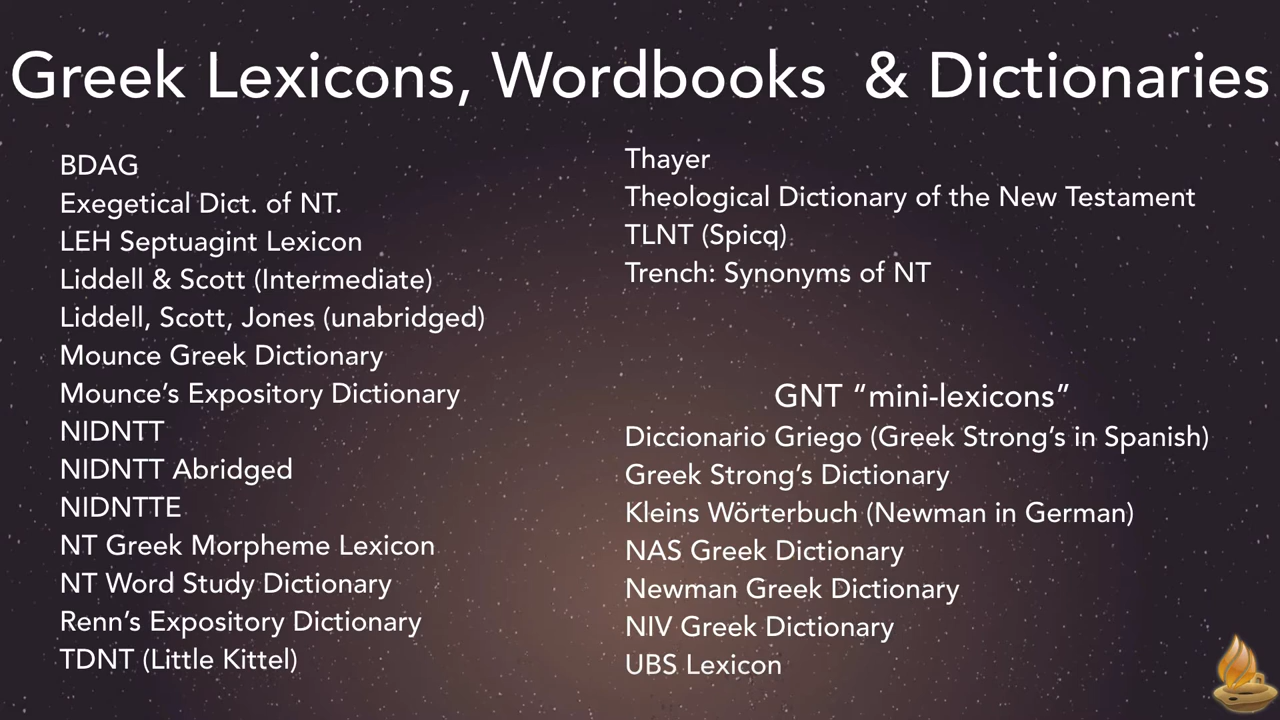 Greek Lexicons, Wordbooks & Dictionaries
BDAG
Exegetical Dict. of NT.
LEH Septuagint Lexicon
Liddell & Scott (Intermediate)
Liddell, Scott, Jones (unabridged)
Mounce Greek Dictionary
Mounce’s Expository Dictionary
NIDNTT
NIDNTT Abridged
NIDNTTE
NT Greek Morpheme Lexicon
NT Word Study Dictionary
Renn’s Expository Dictionary
TDNT (Little Kittel)
Thayer
Theological Dictionary of the New Testament
TLNT (Spicq)
Trench: Synonyms of NT
GNT “mini-lexicons”
Diccionario Griego (Greek Strong’s in Spanish)
Greek Strong’s Dictionary
Kleins Wörterbuch (Newman in German)
NAS Greek Dictionary
Newman Greek Dictionary
NIV Greek Dictionary
UBS Lexicon